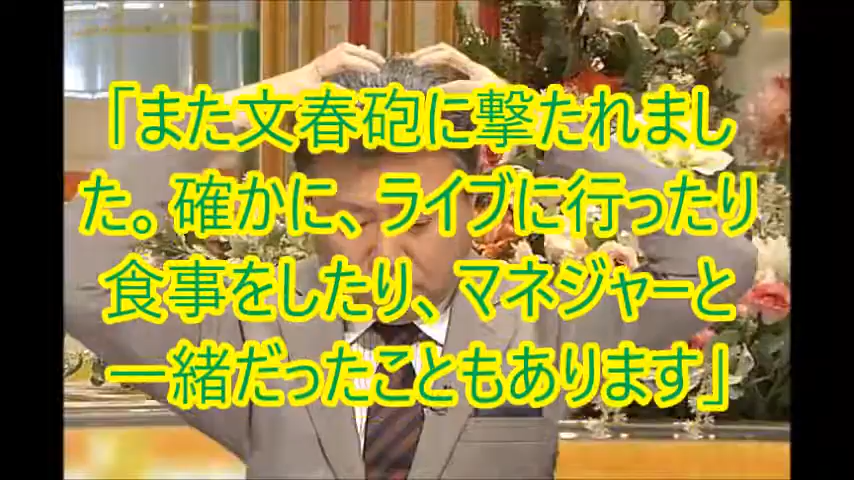 「また文春砲に撃たれまし
た。確かに、ライブに行ったり
食事をしたり、マネジャーと
一緒だったこともあります」